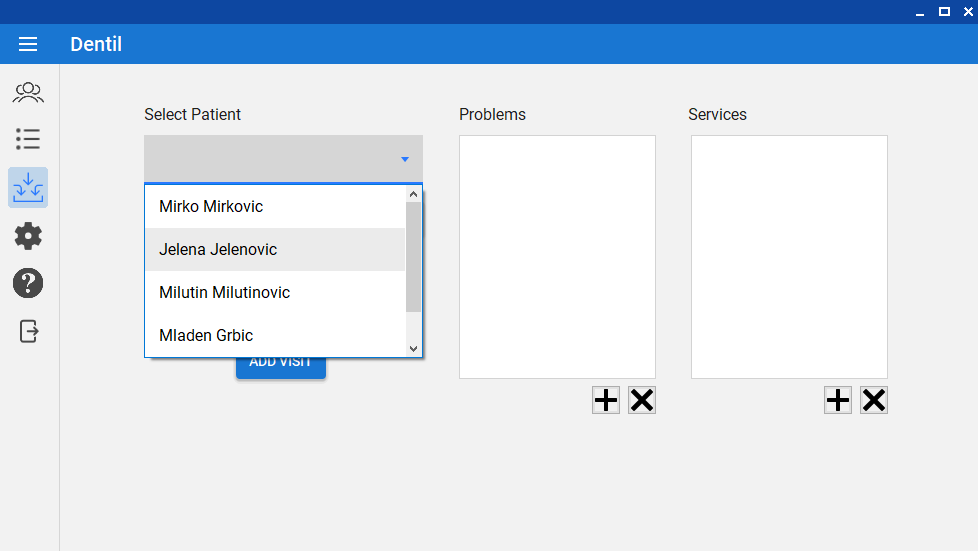 Dentil
Select Patient
Problems
Services
Mirko Mirkovic
Jelena Jelenovic
Milutin Milutinovic
Mladen Grbic
ADD VISIT